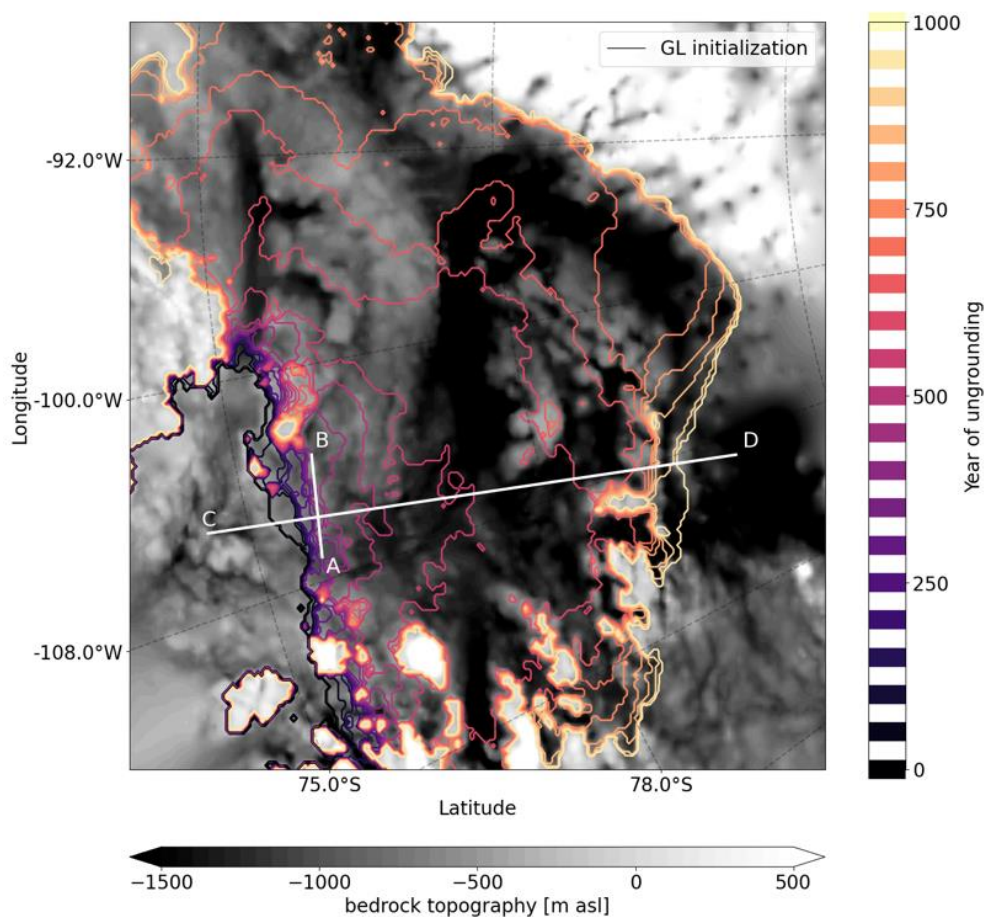 GL initialization
1000
-92.0°W
750
-100.0°W
Longitude
500
Year of ungrounding
B
D
C
A
250
-108.0°W
0
75.0°S
78.0°S
Latitude
−1500
−1000
−500
0
500
bedrock topography [m asl]